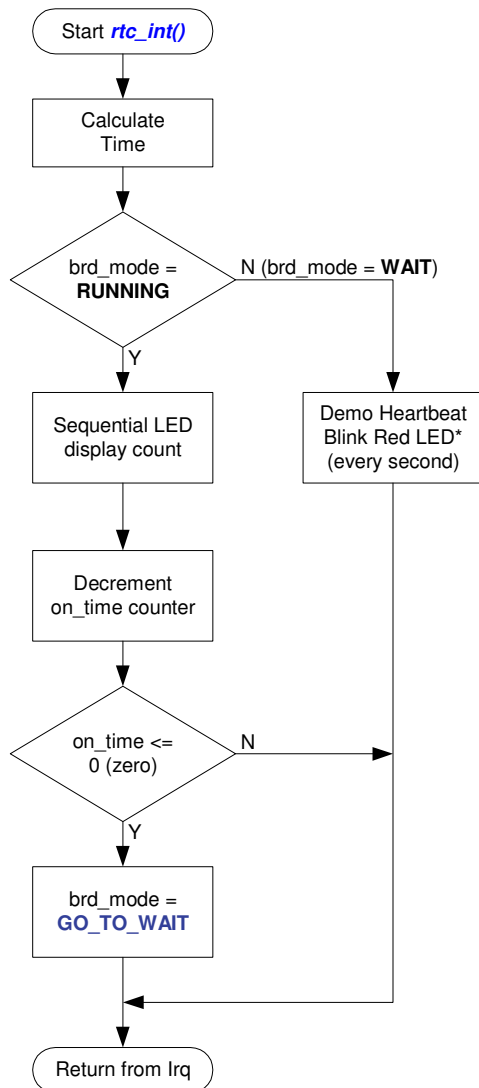 Start rtc_int()
Calculate
Time
brd_mode =
RUNNING
N (brd_mode = WAIT)
Y
Sequential LED
display count
Demo Heartbeat
Blink Red LED*
(every second)
Decrement
on_time counter
on_time <=
0 (zero)
N
Y
brd_mode =
GO_TO_WAIT
Return from Irq